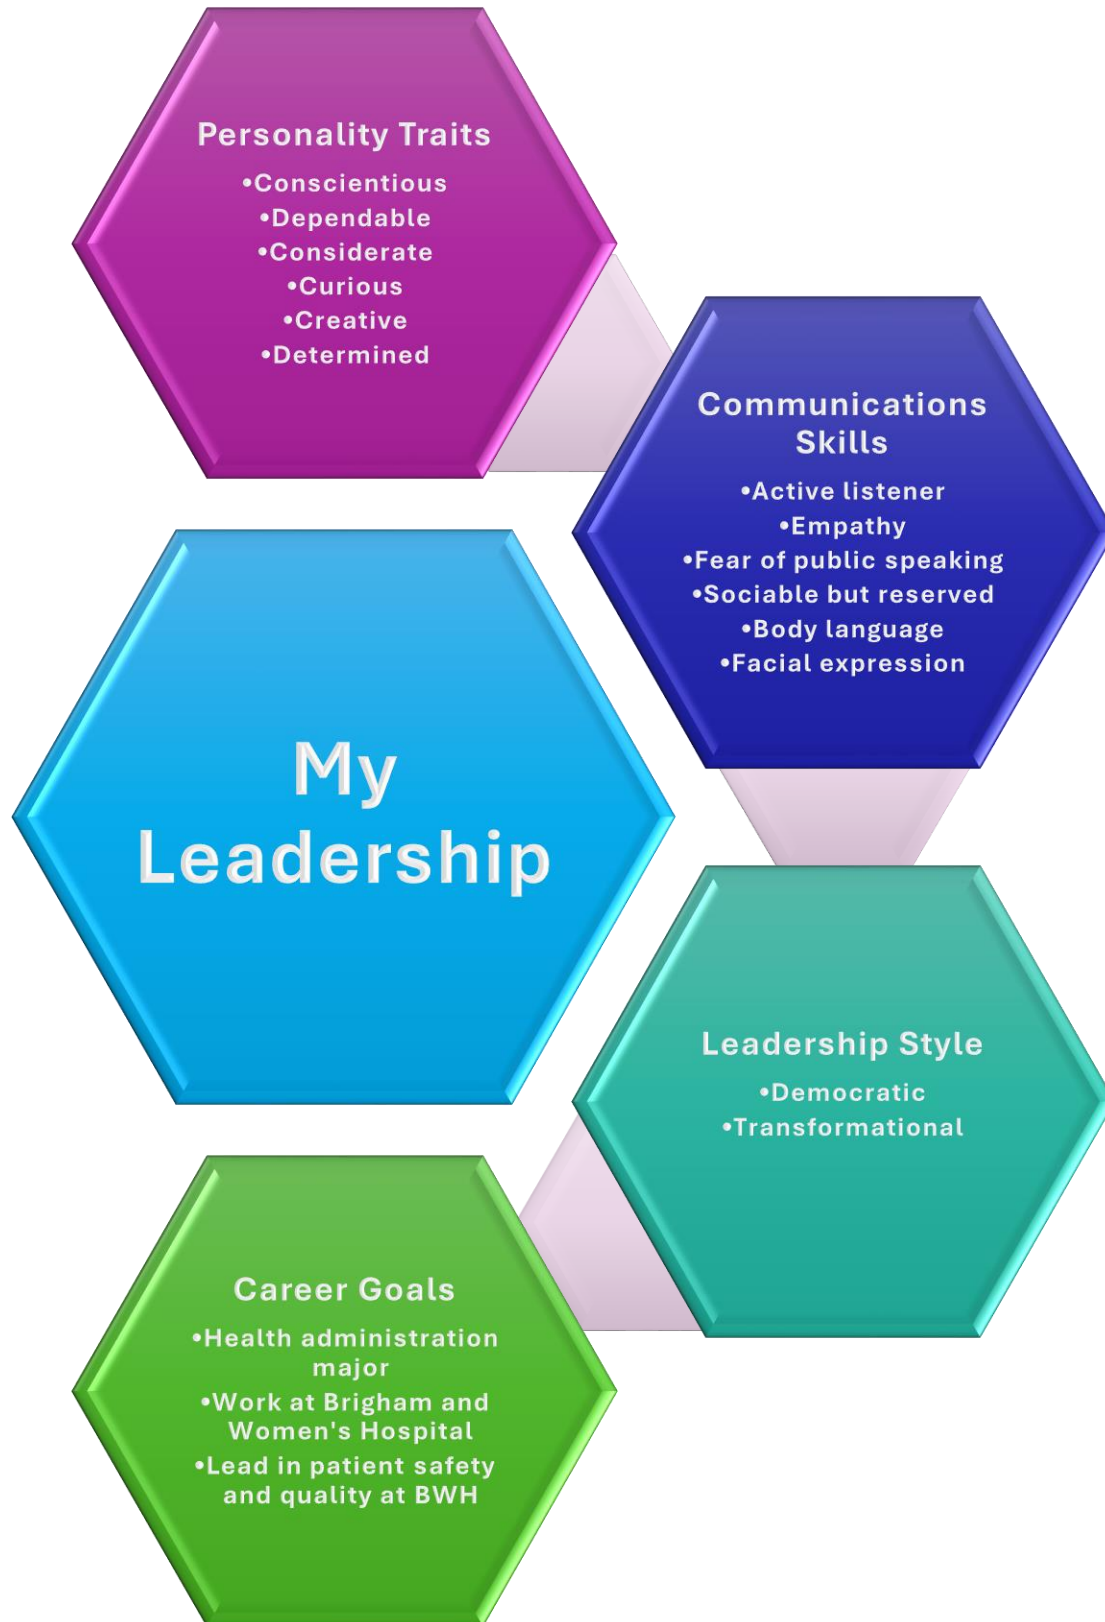 Personality Traits
•Conscientious
•Dependable
•Considerate
•Curious
•Creative
•Determined
Communications
Skills
•Active listener
•Empathy
•Fear of public speaking
•Sociable but reserved
•Body language
•Facial expression
My
Leadership
Leadership Style
•Democratic
•Transformational
Career Goals
•Health administration
major
•Work at Brigham and
Women's Hospital
•Lead in patient safety
and quality at BWH